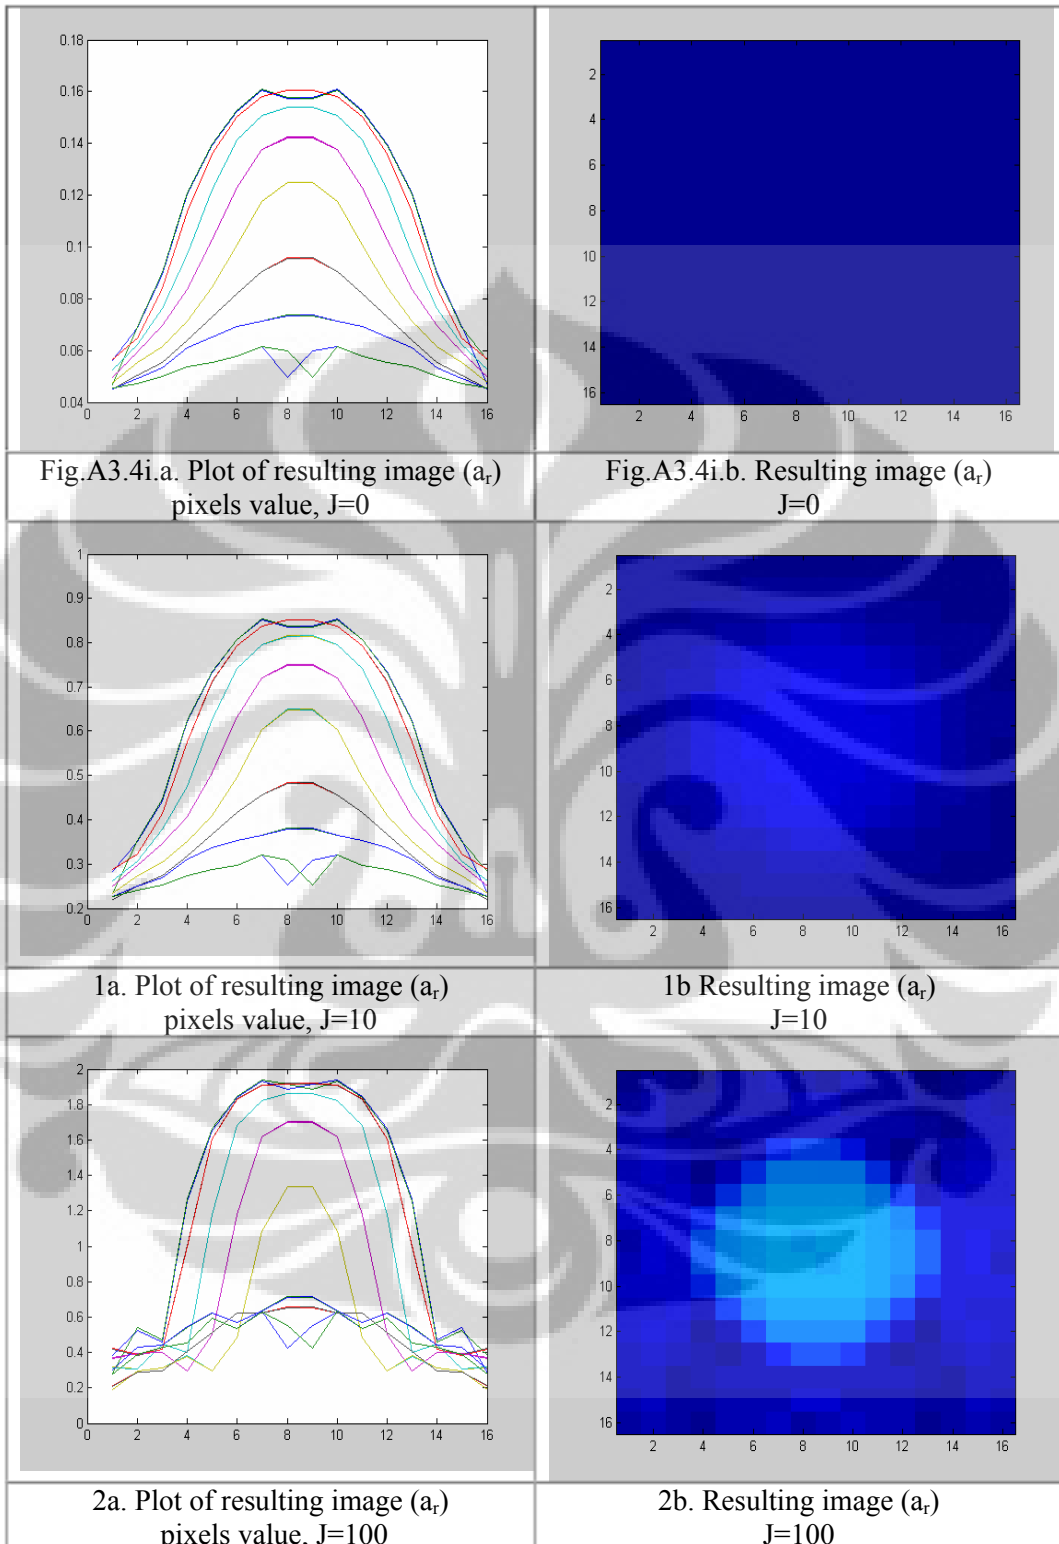 0.18
0.16
0.14
0.12
0.1
0.08
0.06
0.04
0 2 4 6 8 10 12 14 16
2
4
6
8
10
12
14
16
2 4 6 8 10 12 14 16
Fig.A3.4i.a. Plot of resulting image (aᵣ)
pixels value, J=0
Fig.A3.4i.b. Resulting image (aᵣ)
J=0
1
0.9
0.8
0.7
0.6
0.5
0.4
0.3
0.2
0 2 4 6 8 10 12 14 16
2
4
6
8
10
12
14
16
2 4 6 8 10 12 14 16
1a. Plot of resulting image (aᵣ)
pixels value, J=10
1b Resulting image (aᵣ)
J=10
2
1.8
1.6
1.4
1.2
1
0.8
0.6
0.4
0.2
0
0 2 4 6 8 10 12 14 16
2
4
6
8
10
12
14
16
2 4 6 8 10 12 14 16
2a. Plot of resulting image (aᵣ)
pixels value, J=100
2b. Resulting image (aᵣ)
J=100